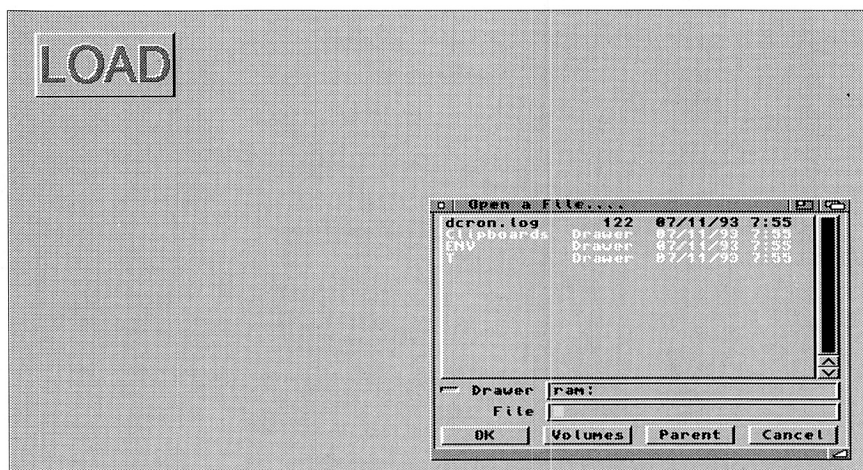 LOAD
Open a File....
dcron.log 122 07/11/93 7:55
Clipboards Drawer 07/11/93 7:55
ENV Drawer 07/11/93 7:55
T Drawer 07/11/93 7:55
Drawer ram:
File
OK Volumes Parent Cancel